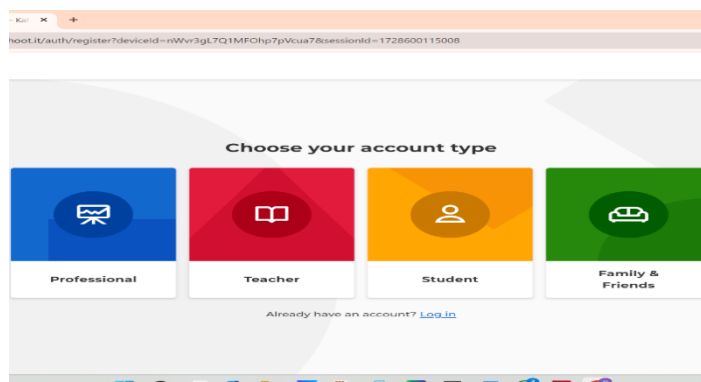 Kar
hoot.it/auth/register?deviceId=nWvr3gL7Q1MFOhp7pVcua7&sessionId=1728600115008
Choose your account type
Professional
Teacher
Student
Family &
Friends
Already have an account? Log in